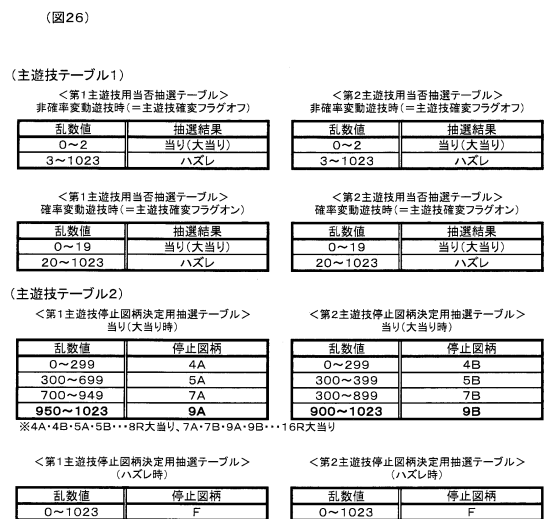 （図26）
（主遊技テーブル1）
＜第1主遊技用当否抽選テーブル＞
非確率変動遊技時（＝主遊技確変フラグオフ）
乱数値 抽選結果
0～2 当り（大当り）
3～1023 ハズレ
＜第2主遊技用当否抽選テーブル＞
非確率変動遊技時（＝主遊技確変フラグオフ）
乱数値 抽選結果
0～2 当り（大当り）
3～1023 ハズレ
＜第1主遊技用当否抽選テーブル＞
確率変動遊技時（＝主遊技確変フラグオン）
乱数値 抽選結果
0～19 当り（大当り）
20～1023 ハズレ
＜第2主遊技用当否抽選テーブル＞
確率変動遊技時（＝主遊技確変フラグオン）
乱数値 抽選結果
0～19 当り（大当り）
20～1023 ハズレ
（主遊技テーブル2）
＜第1主遊技停止図柄決定用抽選テーブル＞
当り（大当り時）
乱数値 停止図柄
0～299 4A
300～699 5A
700～949 7A
950～1023 9A
＜第2主遊技停止図柄決定用抽選テーブル＞
当り（大当り時）
乱数値 停止図柄
0～299 4B
300～399 5B
300～899 7B
900～1023 9B
※4A・4B・5A・5B・・・8R大当り、7A・7B・9A・9B・・・16R大当り
＜第1主遊技停止図柄決定用抽選テーブル＞
（ハズレ時）
乱数値 停止図柄
0～1023 F
＜第2主遊技停止図柄決定用抽選テーブル＞
（ハズレ時）
乱数値 停止図柄
0～1023 F